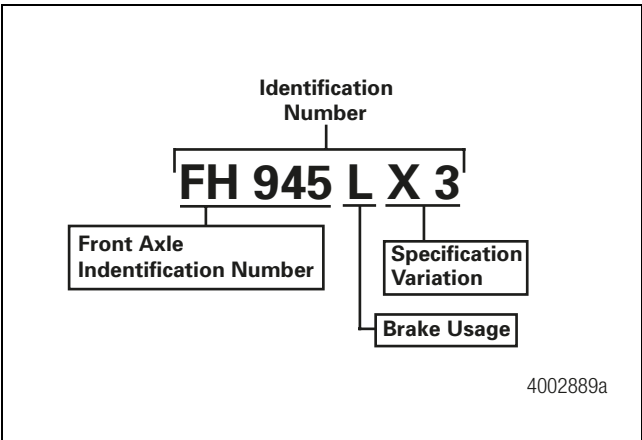 Identification
Number
FH 945 L X 3
Front Axle
Indentification Number
Specification
Variation
Brake Usage
4002889a